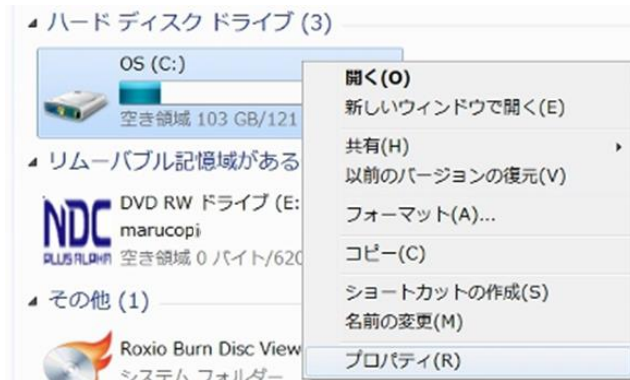 ハード ディスク ドライブ (3)
OS (C:)
空き領域 103 GB/121
リムーバブル記憶域がある
DVD RW ドライブ (E:
marucopi
空き領域 0 バイト/620
NDC
PLUSALPHA
その他 (1)
Roxio Burn Disc View
システム フォルダー
開く(O)
新しいウィンドウで開く(E)
共有(H)
以前のバージョンの復元(V)
フォーマット(A)...
コピー(C)
ショートカットの作成(S)
名前の変更(M)
プロパティ(R)